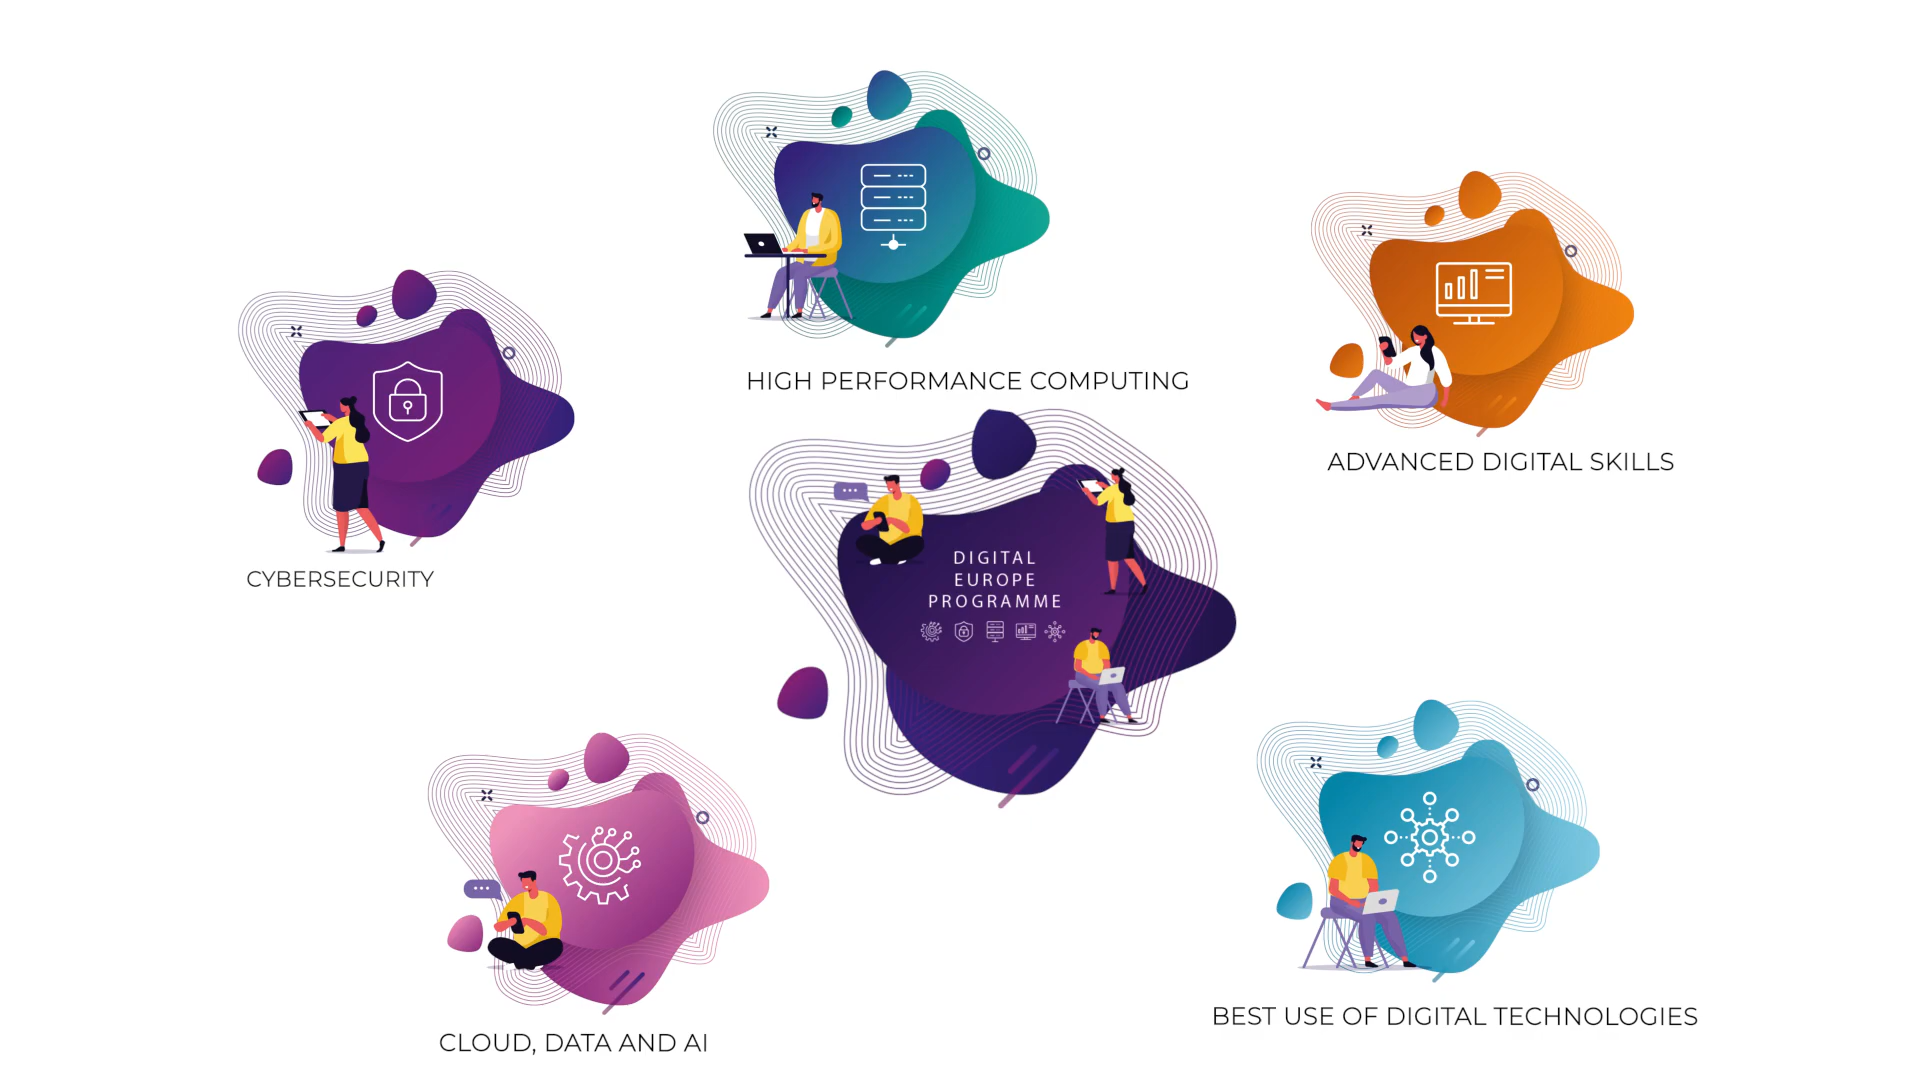 HIGH PERFORMANCE COMPUTING
ADVANCED DIGITAL SKILLS
CYBERSECURITY
DIGITAL
EUROPE
PROGRAMME
CLOUD, DATA AND AI
BEST USE OF DIGITAL TECHNOLOGIES